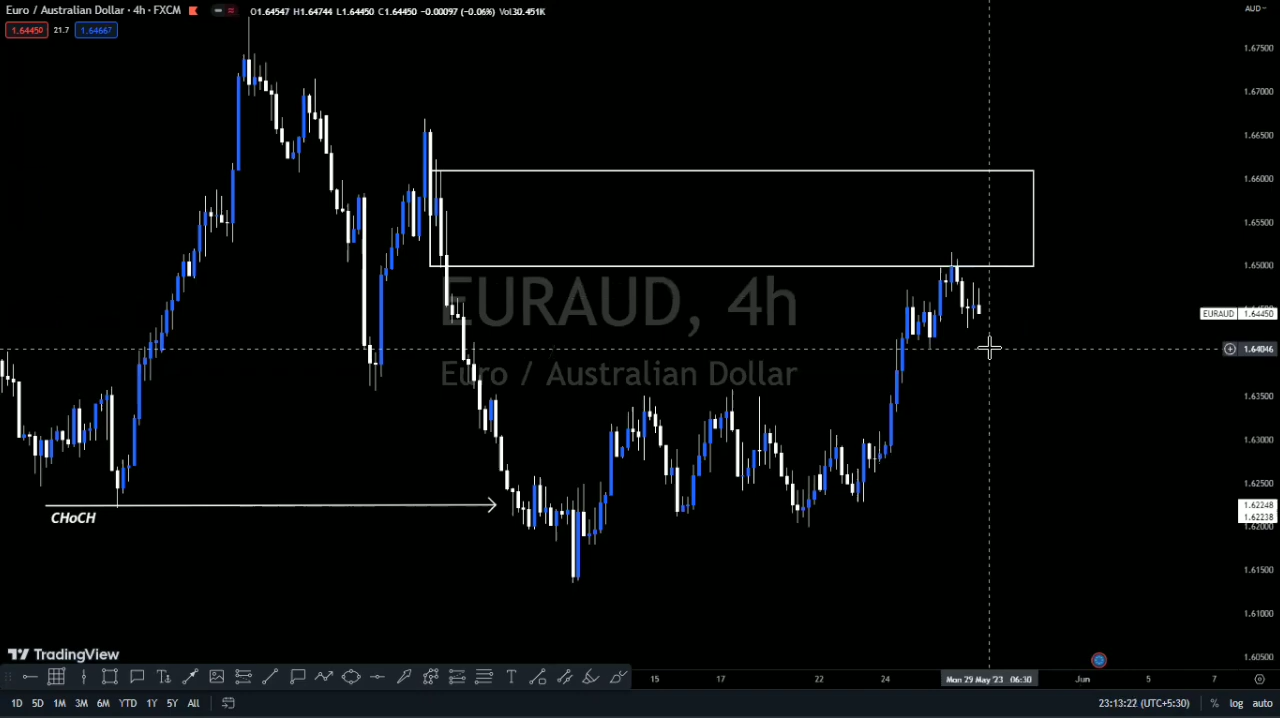 Euro / Australian Dollar · 4h · FXCM O1.64547 H1.64744 L1.64450 C1.64450 −0.00097 (−0.06%) Vol30.451K
AUD
1.64450 21.7 1.64667
1.67500
1.67000
1.66500
1.66000
1.65500
1.65000
EURAUD, 4h
EURAUD 1.64450
1.64046
Euro / Australian Dollar
1.63500
1.63000
1.62500
CHoCH
1.62248
1.62238
1.62000
1.61500
1.61000
1.60500
TradingView
15 17 22 24 Mon 29 May '23 06:30 Jun 5 7
1D 5D 1M 3M 6M YTD 1Y 5Y All 23:13:22 (UTC+5:30) % log auto